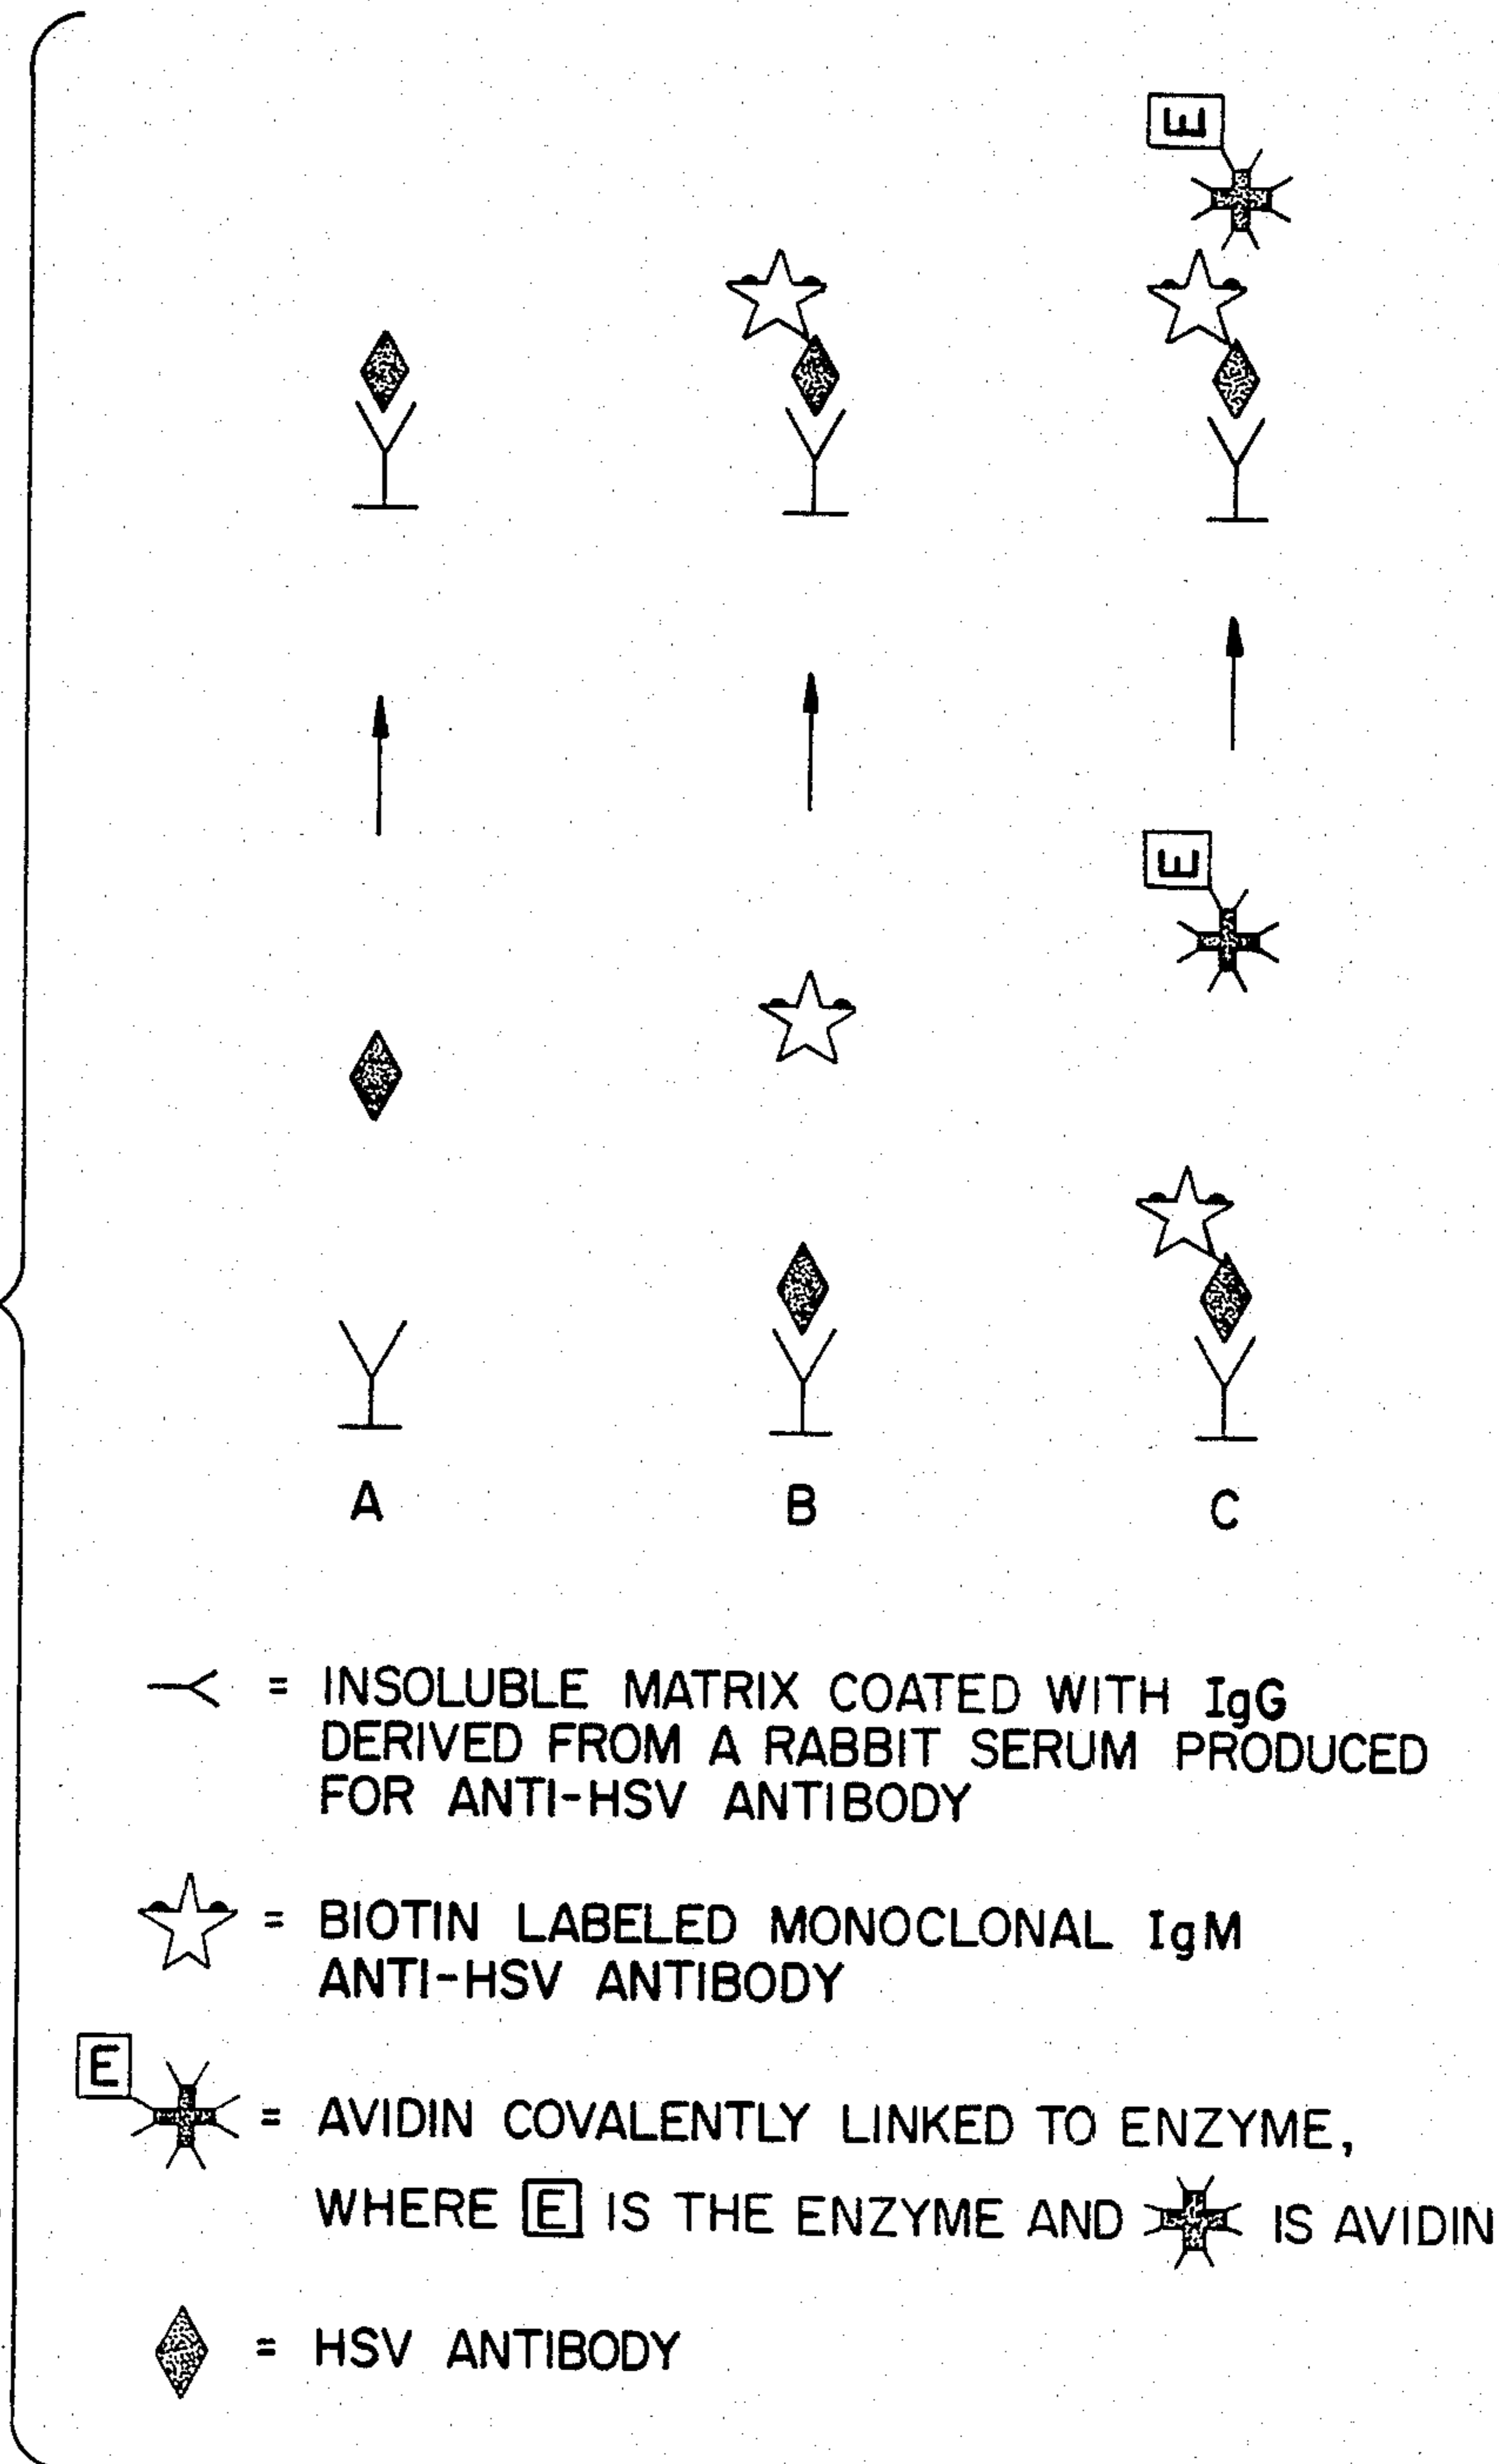 E
E
A B C
= INSOLUBLE MATRIX COATED WITH IgG
DERIVED FROM A RABBIT SERUM PRODUCED
FOR ANTI-HSV ANTIBODY
= BIOTIN LABELED MONOCLONAL IgM
ANTI-HSV ANTIBODY
E
= AVIDIN COVALENTLY LINKED TO ENZYME,
WHERE E IS THE ENZYME AND IS AVIDIN
= HSV ANTIBODY